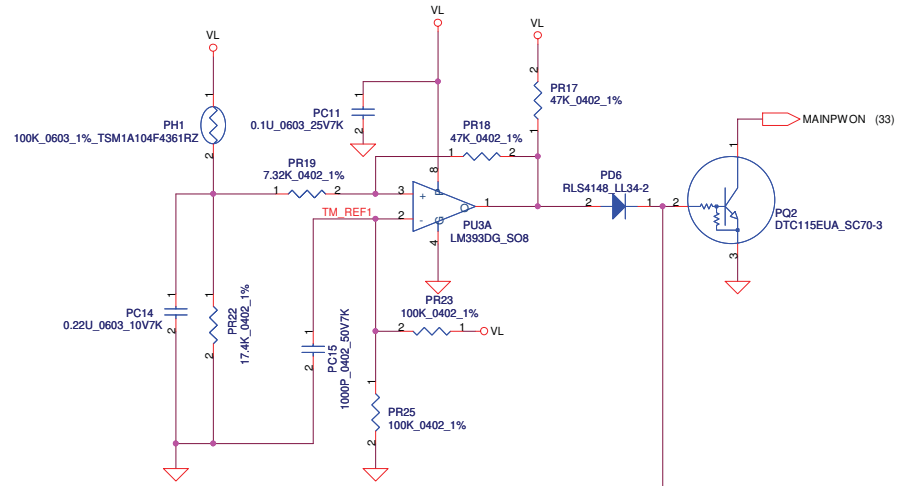 VL
VL
VL
1
2
PH1
100K_0603_1%_TSM1A104F4361RZ
PC11
0.1U_0603_25V7K
1
2
2
PR17
47K_0402_1%
1
PR18
47K_0402_1%
1
2
MAINPWON (33)
PR19
7.32K_0402_1%
1
2
8
P
3
+
O
1
TM_REF1
2
-
G
4
PU3A
LM393DG_SO8
PD6
RLS4148_LL34-2
2
1
1
2
3
PQ2
DTC115EUA_SC70-3
1
PC14
0.22U_0603_10V7K
2
1
PR22
17.4K_0402_1%
2
1
PC15
1000P_0402_50V7K
2
PR23
100K_0402_1%
2
1
VL
1
PR25
100K_0402_1%
2